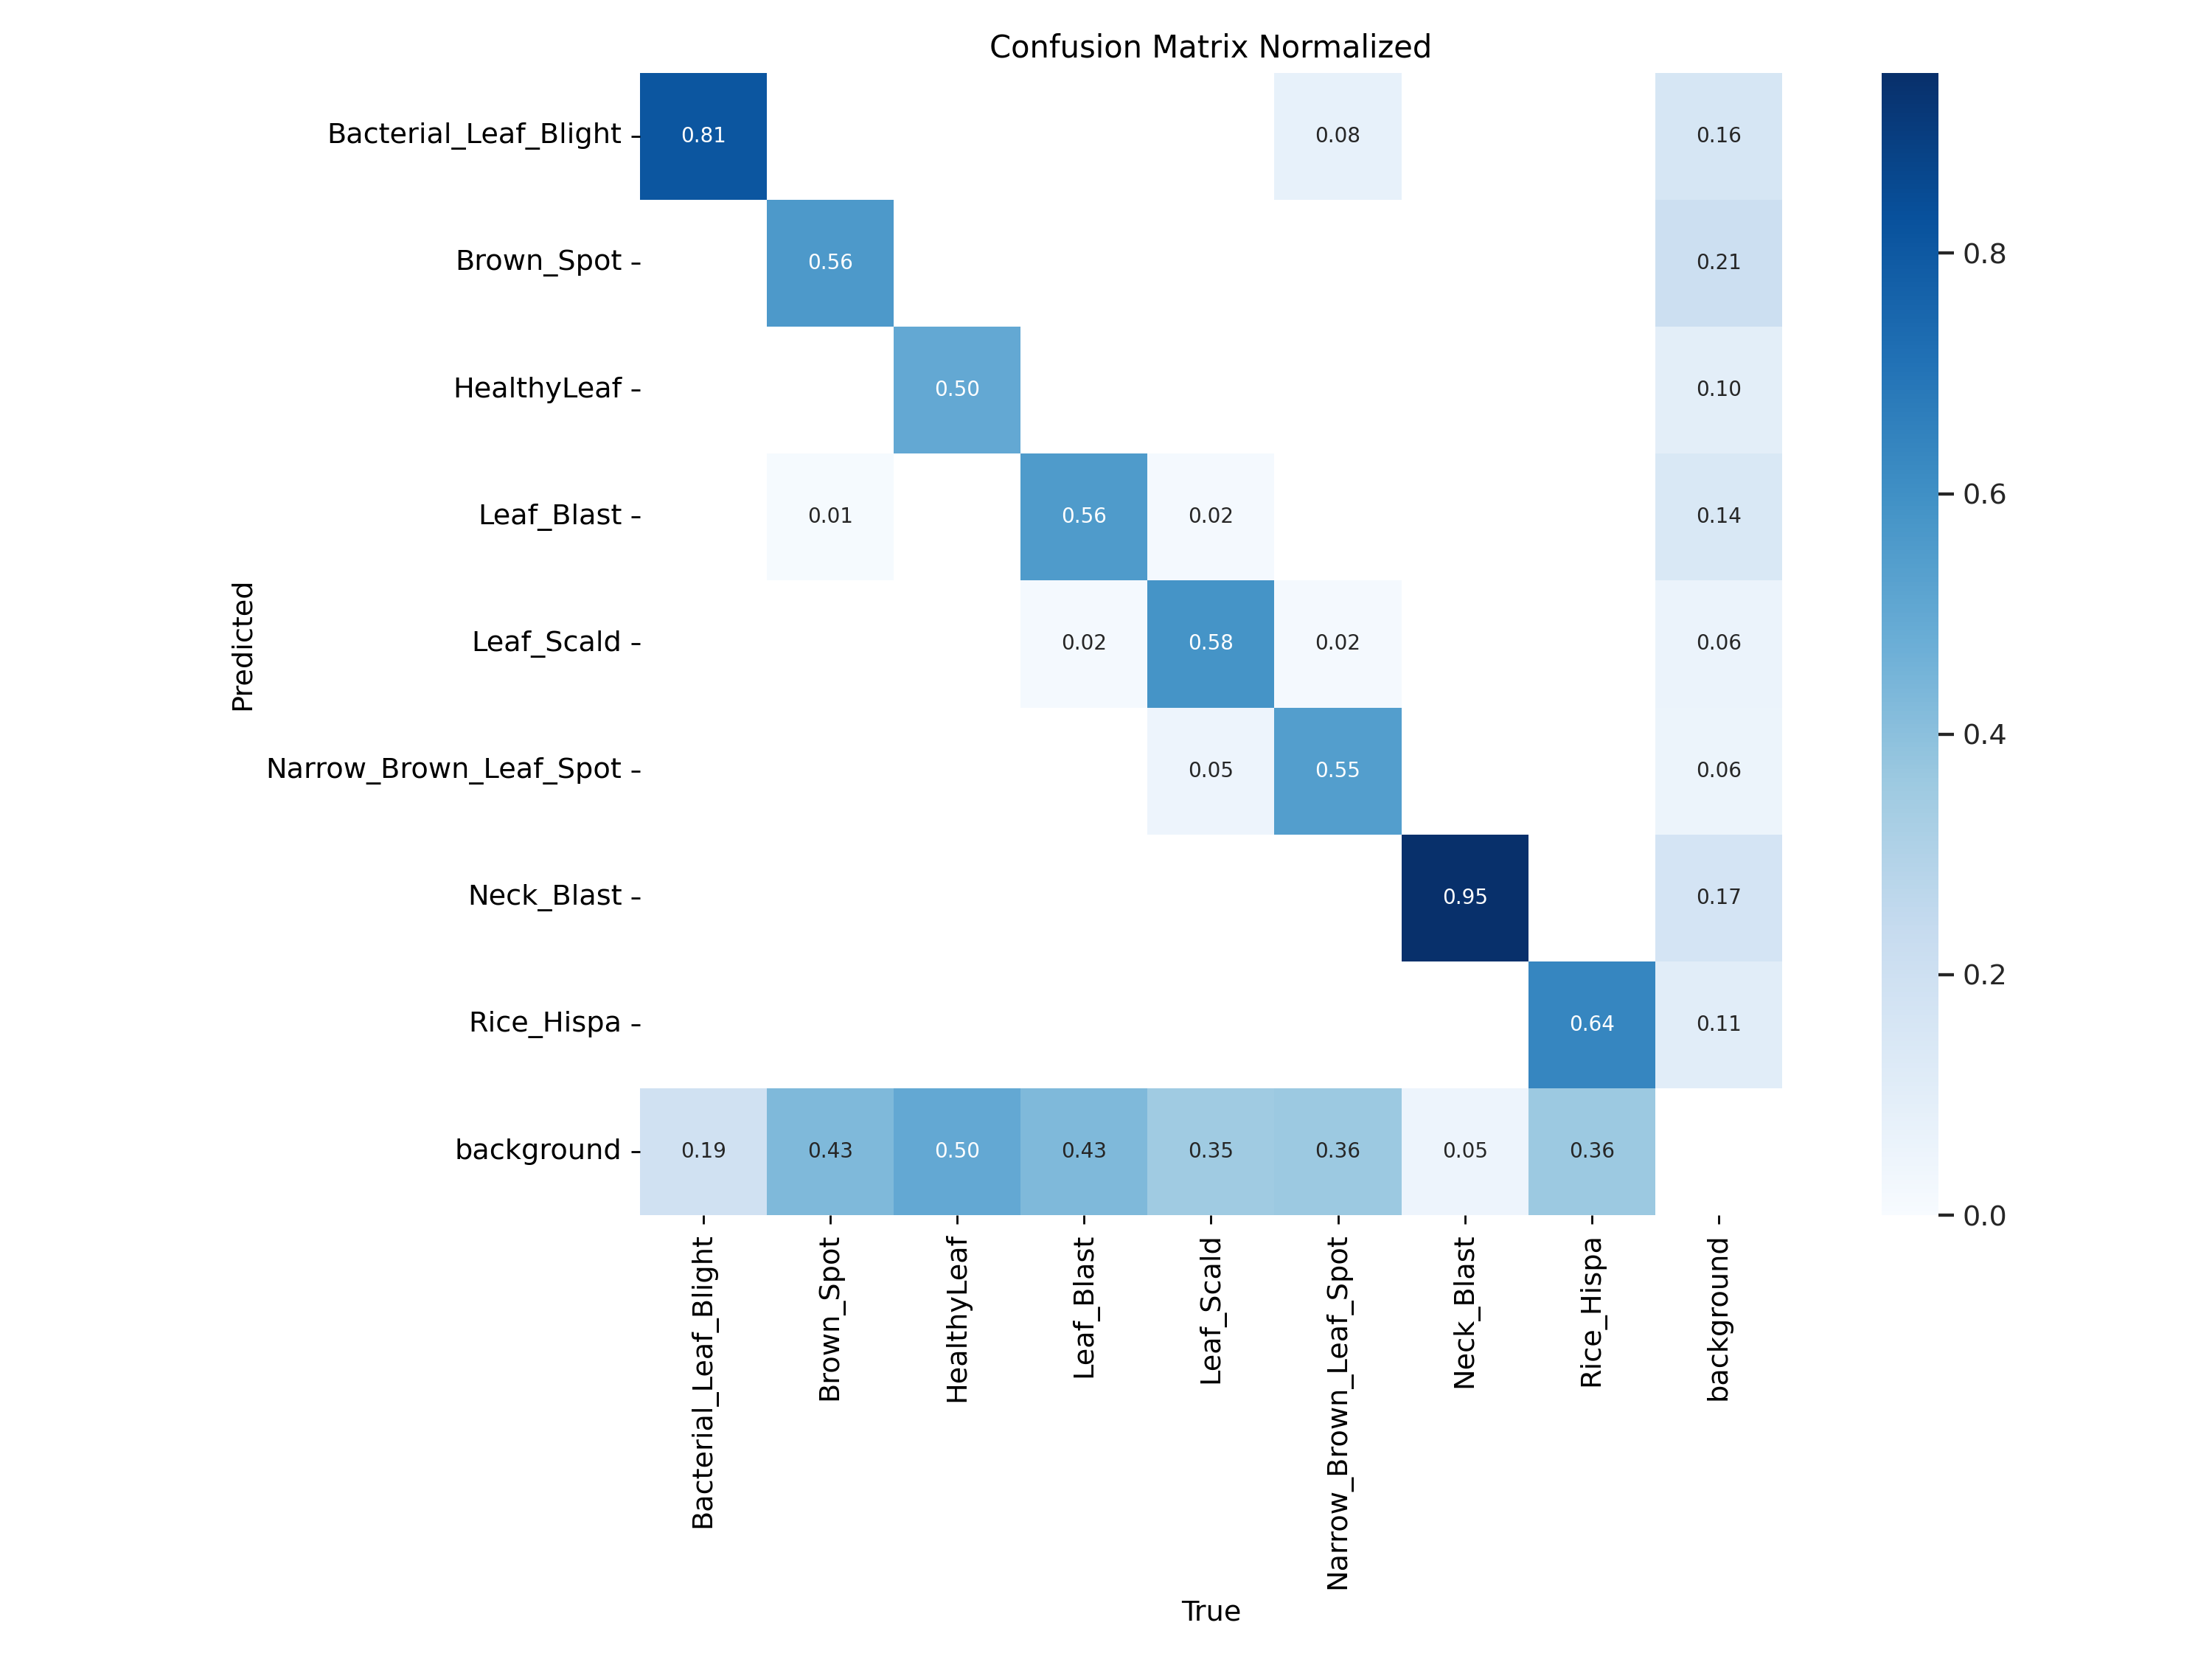 Confusion Matrix Normalized
Predicted
Bacterial_Leaf_Blight 0.81 0.08 0.16
Brown_Spot 0.56 0.21
HealthyLeaf 0.50 0.10
Leaf_Blast 0.01 0.56 0.02 0.14
Leaf_Scald 0.02 0.58 0.02 0.06
Narrow_Brown_Leaf_Spot 0.05 0.55 0.06
Neck_Blast 0.95 0.17
Rice_Hispa 0.64 0.11
background 0.19 0.43 0.50 0.43 0.35 0.36 0.05 0.36
Bacterial_Leaf_Blight
Brown_Spot
HealthyLeaf
Leaf_Blast
Leaf_Scald
Narrow_Brown_Leaf_Spot
Neck_Blast
Rice_Hispa
background
True
0.8
0.6
0.4
0.2
0.0